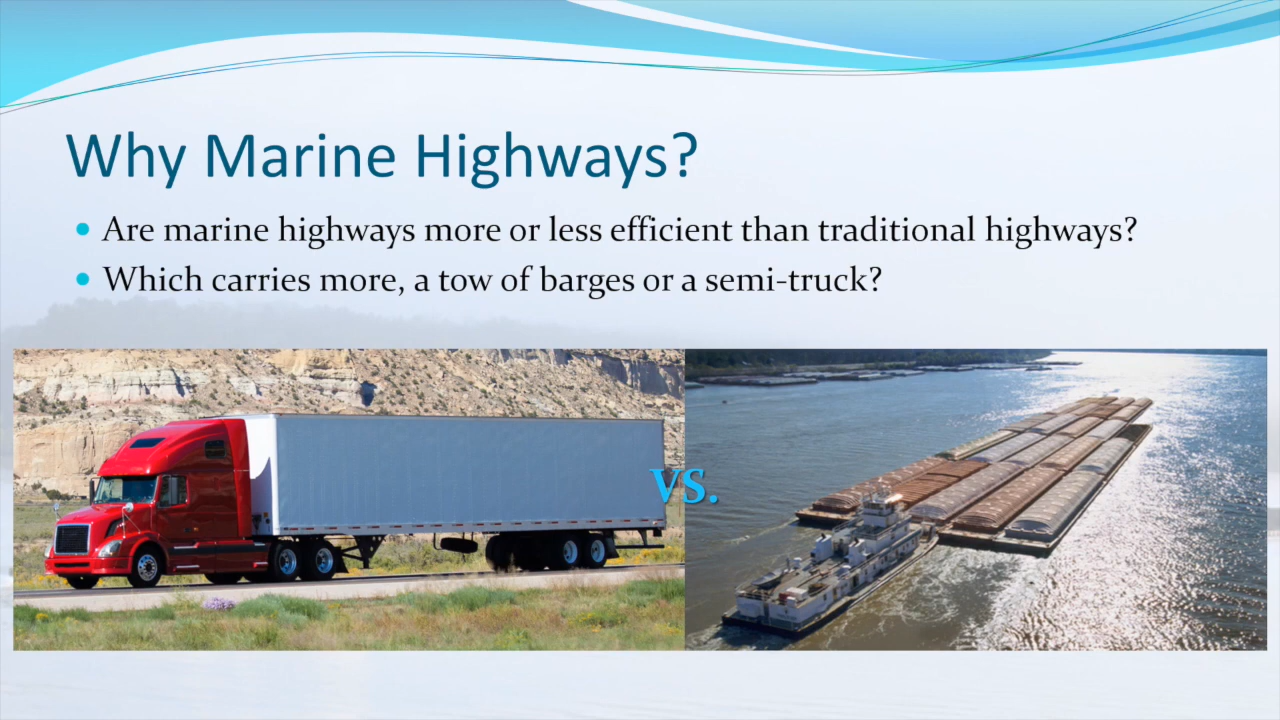 Why Marine Highways?
Are marine highways more or less efficient than traditional highways?
Which carries more, a tow of barges or a semi-truck?
vs.